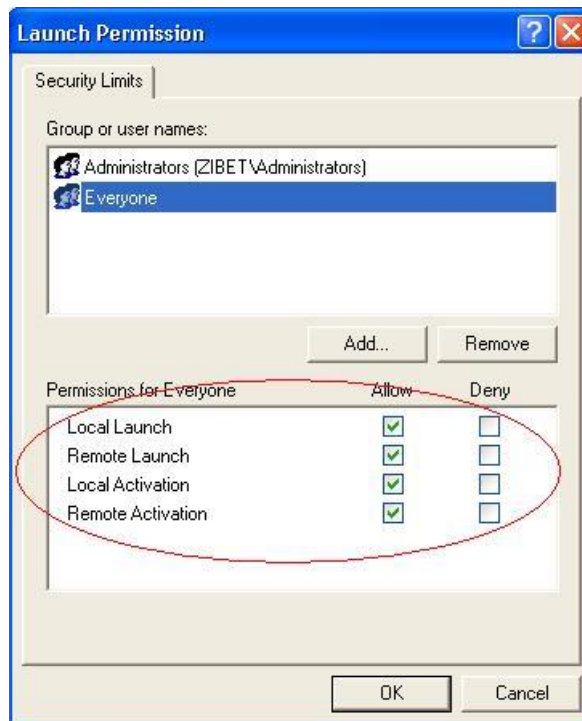 Launch Permission
Security Limits
Group or user names:
Administrators (ZIBET\Administrators)
Everyone
Add... Remove
Permissions for Everyone Allow Deny
Local Launch
Remote Launch
Local Activation
Remote Activation
OK Cancel